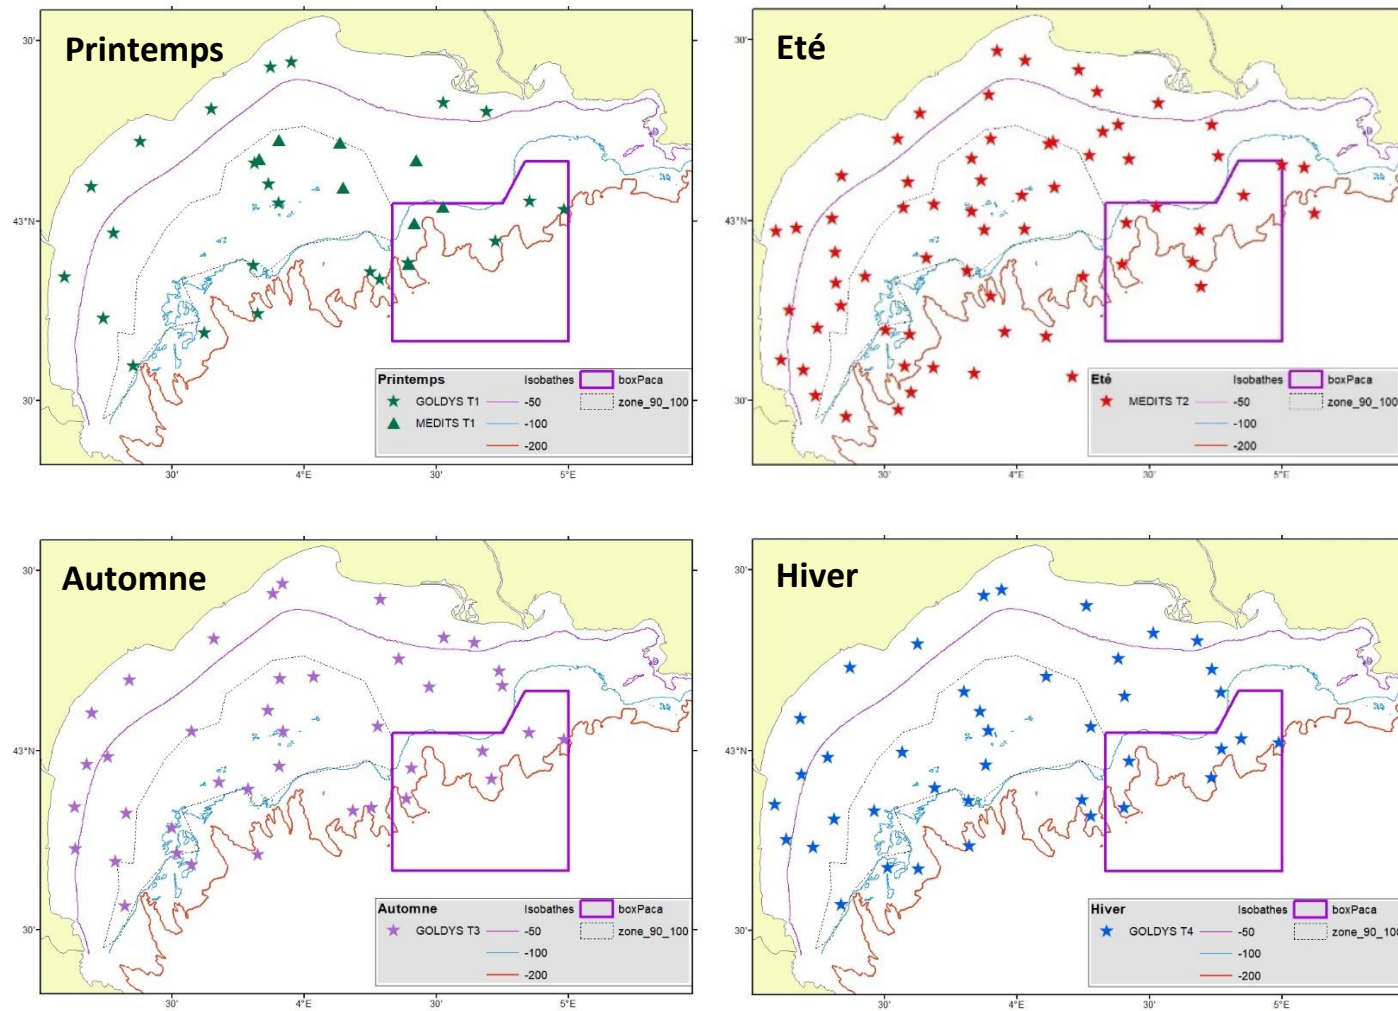 Printemps
30'
43°N
30'
30'
4°E
30'
5°E
Printemps
Isobathes
boxPaca
GOLDYS T1
-50
zone_90_100
MEDITS T1
-100
-200
Eté
30'
43°N
30'
30'
4°E
30'
5°E
Eté
Isobathes
boxPaca
MEDITS T2
-50
zone_90_100
-100
-200
Automne
30'
43°N
30'
30'
4°E
30'
5°E
Automne
Isobathes
boxPaca
GOLDYS T3
-50
zone_90_100
-100
-200
Hiver
30'
43°N
30'
30'
4°E
30'
5°E
Hiver
Isobathes
boxPaca
GOLDYS T4
-50
zone_90_100
-100
-200